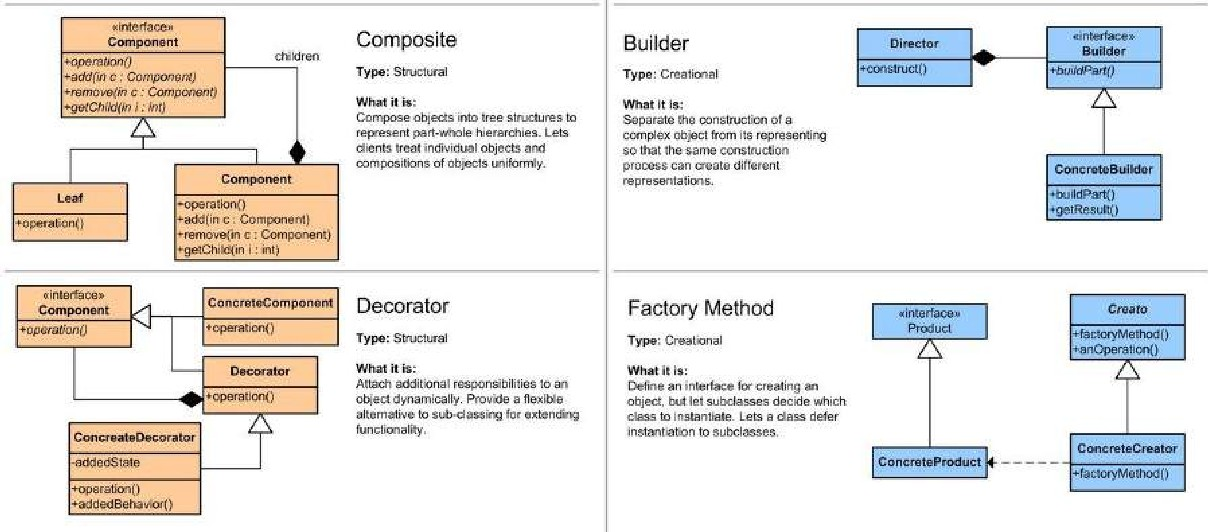 «interface»
Component
+operation()
+add(in c : Component)
+remove(in c : Component)
+getChild(in i : int)
children
Leaf
+operation()
Component
+operation()
+add(in c : Component)
+remove(in c : Component)
+getChild(in i : int)
Composite
Type: Structural
What it is:
Compose objects into tree structures to
represent part-whole hierarchies. Lets
clients treat individual objects and
compositions of objects uniformly.
Builder
Type: Creational
What it is:
Separate the construction of a
complex object from its representing
so that the same construction
process can create different
representations.
Director
+construct()
«interface»
Builder
+buildPart()
ConcreteBuilder
+buildPart()
+getResult()
«interface»
Component
+operation()
ConcreteComponent
+operation()
Decorator
+operation()
ConcreateDecorator
-addedState
+operation()
+addedBehavior()
Decorator
Type: Structural
What it is:
Attach additional responsibilities to an
object dynamically. Provide a flexible
alternative to sub-classing for extending
functionality.
Factory Method
Type: Creational
What it is:
Define an interface for creating an
object, but let subclasses decide which
class to instantiate. Lets a class defer
instantiation to subclasses.
«interface»
Product
Creato
+factoryMethod()
+anOperation()
ConcreteProduct
ConcreteCreator
+factoryMethod()